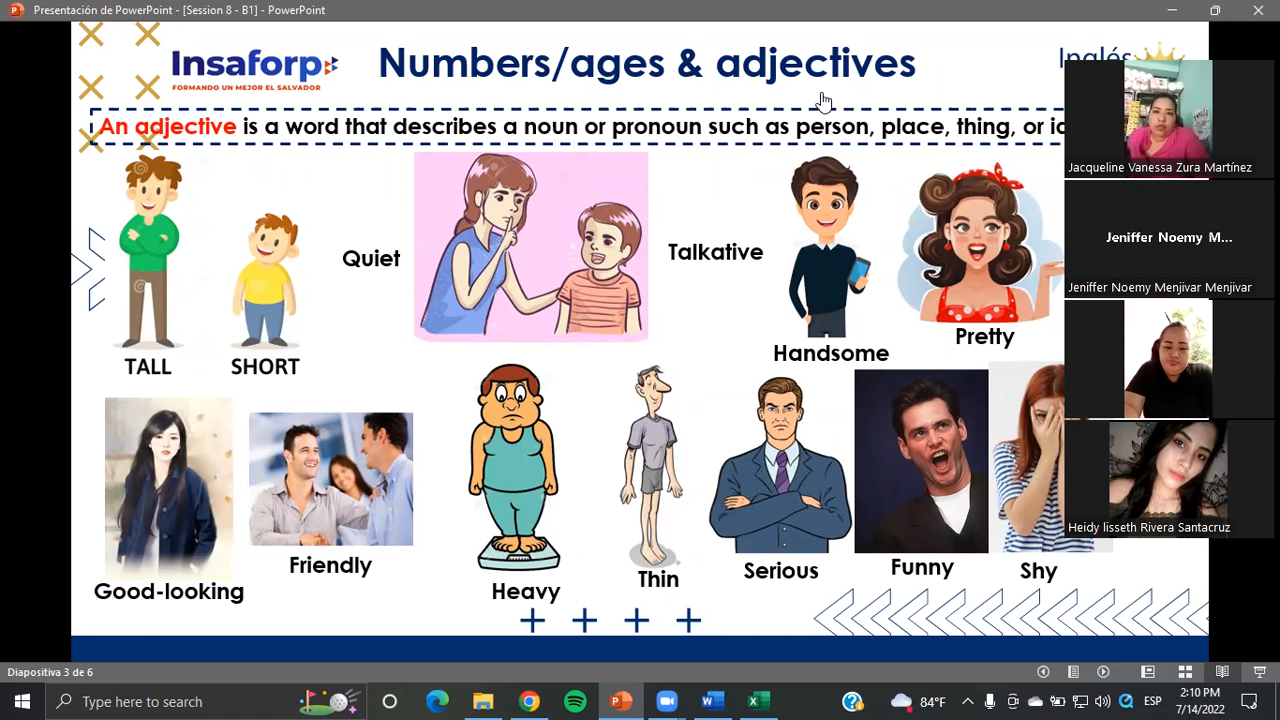 Presentación de PowerPoint - [Session 8 - B1] - PowerPoint
Insaforp
FORMANDO UN MEJOR EL SALVADOR
Numbers/ages & adjectives
Inglés
An adjective is a word that describes a noun or pronoun such as person, place, thing, or
Quiet
Talkative
TALL
SHORT
Handsome
Pretty
Good-looking
Friendly
Heavy
Thin
Serious
Funny
Shy
Jacqueline Vanessa Zura Martínez
Jeniffer Noemy M...
Jeniffer Noemy Menjivar Menjivar
Heidy lisseth Rivera Santacruz
Diapositiva 3 de 6
Type here to search
84°F
ESP
2:10 PM
7/14/2022